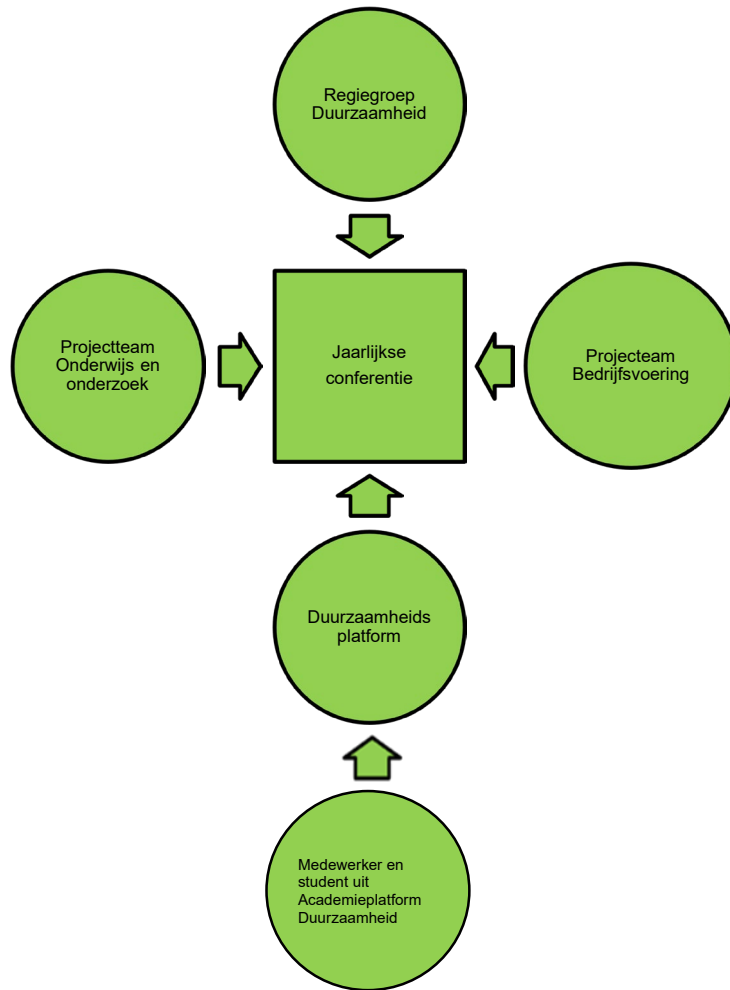 Regiegroep
Duurzaamheid
Projectteam
Onderwijs en
onderzoek
Jaarlijkse
conferentie
Projecteam
Bedrijfsvoering
Duurzaamheids
platform
Medewerker en
student uit
Academieplatform
Duurzaamheid